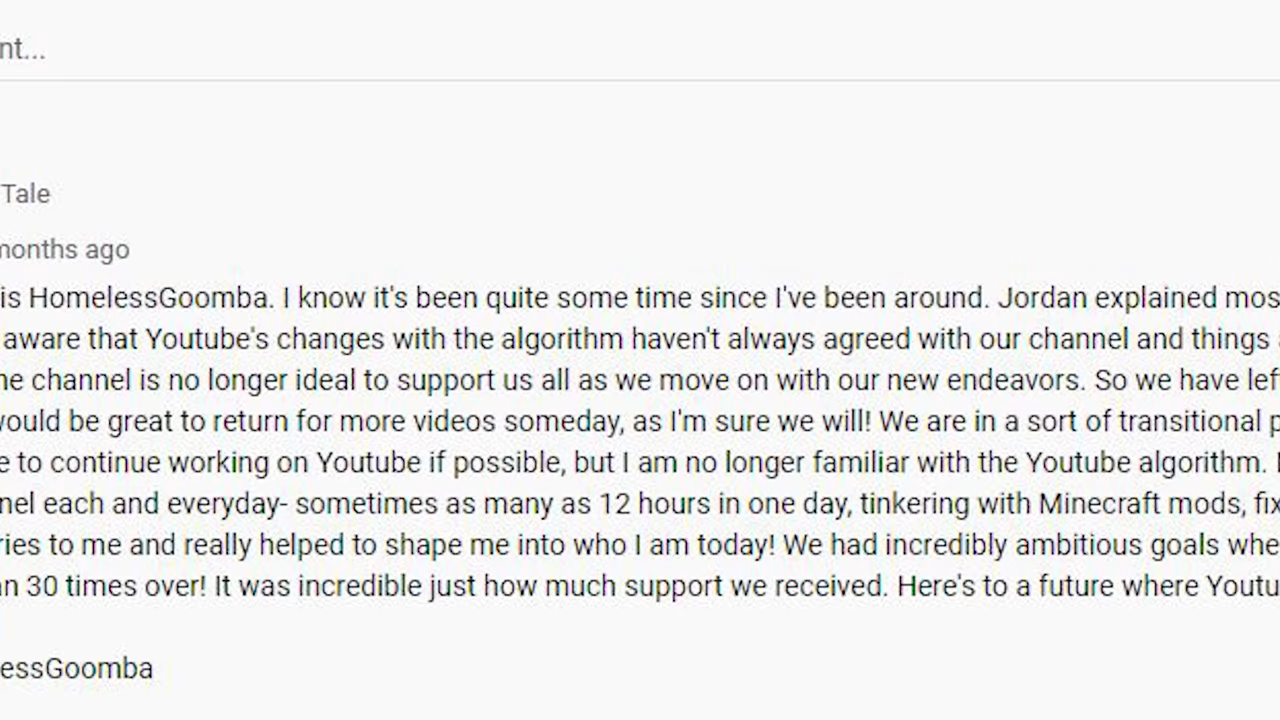 nt...
Tale
months ago
is HomelessGoomba. I know it's been quite some time since I've been around. Jordan explained mos
aware that Youtube's changes with the algorithm haven't always agreed with our channel and things
he channel is no longer ideal to support us all as we move on with our new endeavors. So we have lef
would be great to return for more videos someday, as I'm sure we will! We are in a sort of transitional p
e to continue working on Youtube if possible, but I am no longer familiar with the Youtube algorithm.
nel each and everyday- sometimes as many as 12 hours in one day, tinkering with Minecraft mods, fix
ries to me and really helped to shape me into who I am today! We had incredibly ambitious goals whe
an 30 times over! It was incredible just how much support we received. Here's to a future where Youtu
essGoomba